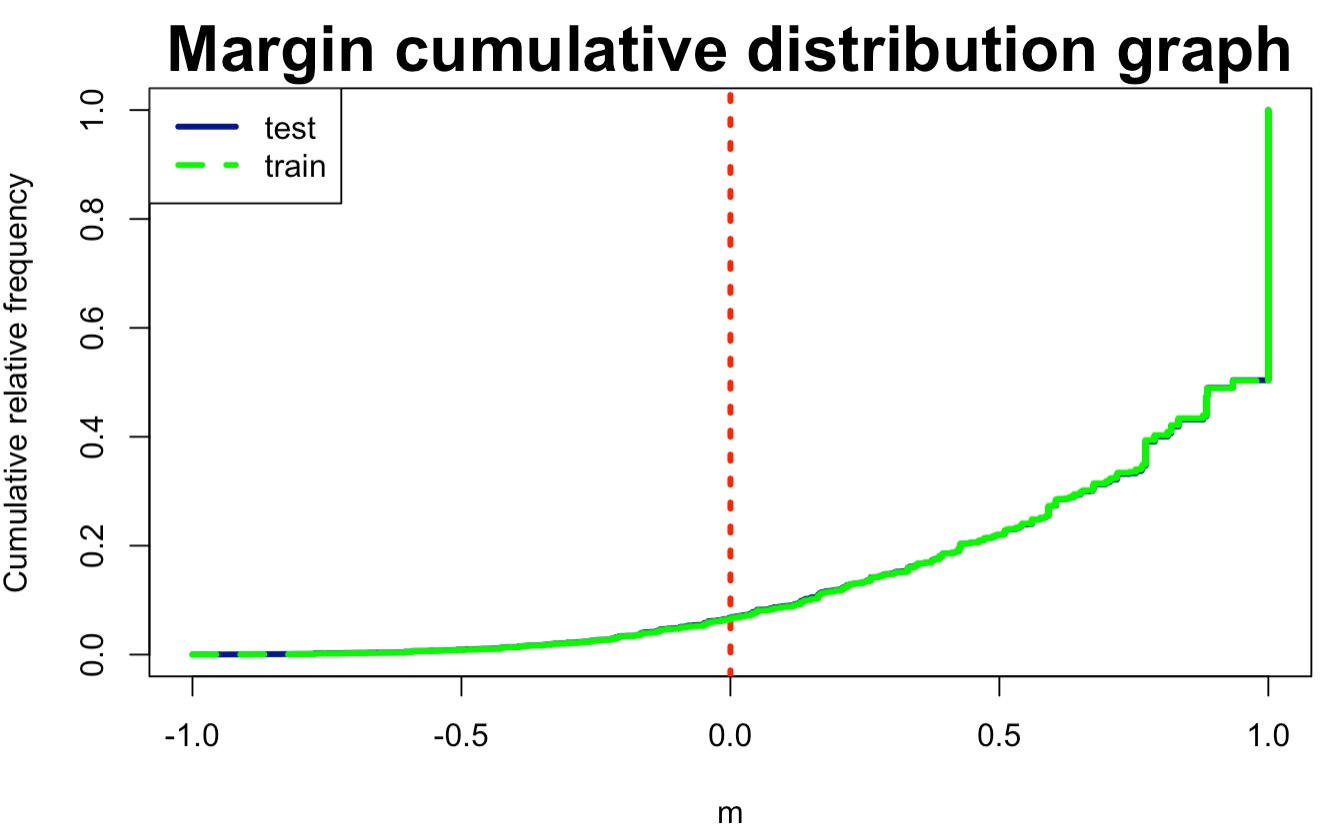 Margin cumulative distribution graph
test
train
Cumulative relative frequency
1.0
0.8
0.6
0.4
0.2
0.0
-1.0 -0.5 0.0 0.5 1.0
m